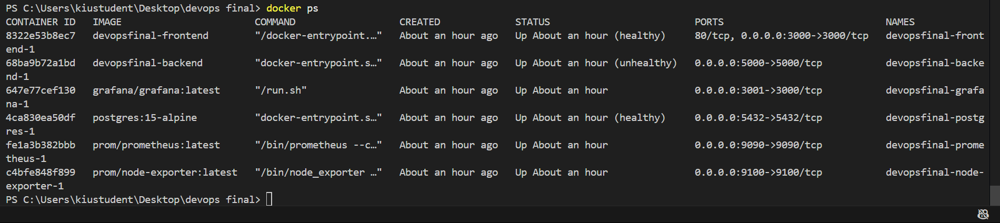 PS C:\Users\kiustudent\Desktop\devops final> docker ps
CONTAINER ID   IMAGE                       COMMAND                  CREATED             STATUS                         PORTS                            NAMES
8322e53b8ec7   devopsfinal-frontend        "/docker-entrypoint.…"   About an hour ago   Up About an hour (healthy)     80/tcp, 0.0.0.0:3000->3000/tcp   devopsfinal-front
end-1
68ba9b72a1bd   devopsfinal-backend         "docker-entrypoint.s…"   About an hour ago   Up About an hour (unhealthy)   0.0.0.0:5000->5000/tcp           devopsfinal-backe
nd-1
647e77cef130   grafana/grafana:latest      "/run.sh"                About an hour ago   Up About an hour               0.0.0.0:3001->3000/tcp           devopsfinal-grafa
na-1
4ca830ea50df   postgres:15-alpine          "docker-entrypoint.s…"   About an hour ago   Up About an hour (healthy)     0.0.0.0:5432->5432/tcp           devopsfinal-postg
res-1
fe1a3b382bbb   prom/prometheus:latest      "/bin/prometheus --c…"   About an hour ago   Up About an hour               0.0.0.0:9090->9090/tcp           devopsfinal-prome
theus-1
c4bfe848f899   prom/node-exporter:latest   "/bin/node_exporter …"   About an hour ago   Up About an hour               0.0.0.0:9100->9100/tcp           devopsfinal-node-
exporter-1
PS C:\Users\kiustudent\Desktop\devops final>